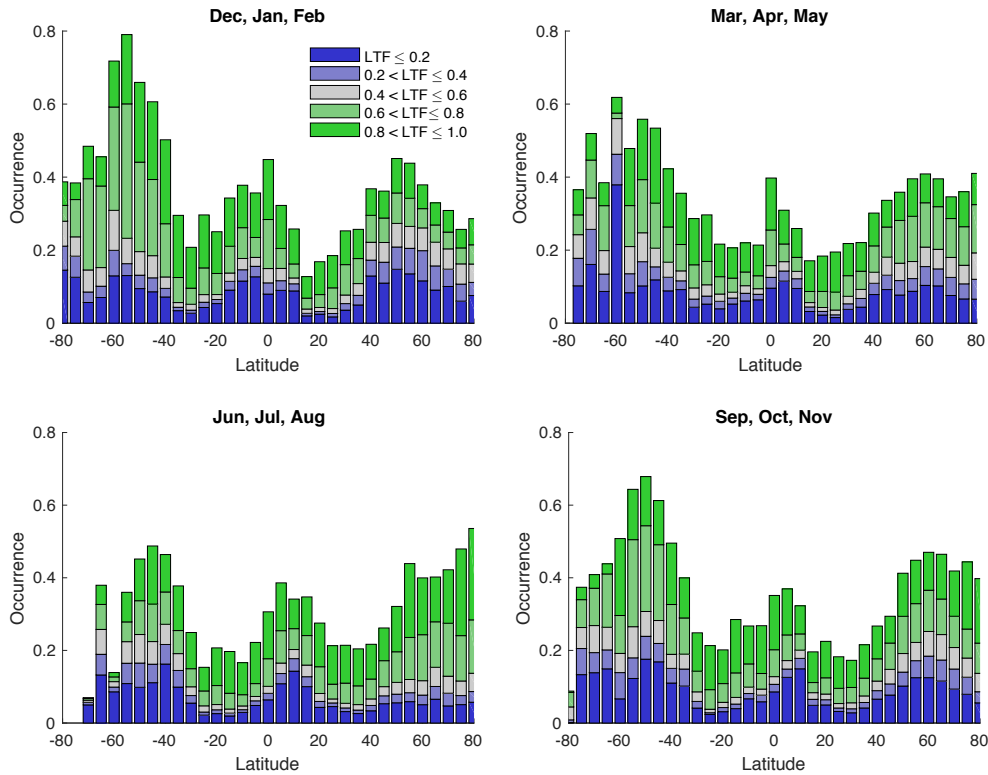 Dec, Jan, Feb
0.8
0.6
0.4
0.2
0
Occurrence
-80 -60 -40 -20 0 20 40 60 80
Latitude
LTF ≤ 0.2
0.2 < LTF ≤ 0.4
0.4 < LTF ≤ 0.6
0.6 < LTF ≤ 0.8
0.8 < LTF ≤ 1.0
Mar, Apr, May
0.8
0.6
0.4
0.2
0
Occurrence
-80 -60 -40 -20 0 20 40 60 80
Latitude
Jun, Jul, Aug
0.8
0.6
0.4
0.2
0
Occurrence
-80 -60 -40 -20 0 20 40 60 80
Latitude
Sep, Oct, Nov
0.8
0.6
0.4
0.2
0
Occurrence
-80 -60 -40 -20 0 20 40 60 80
Latitude